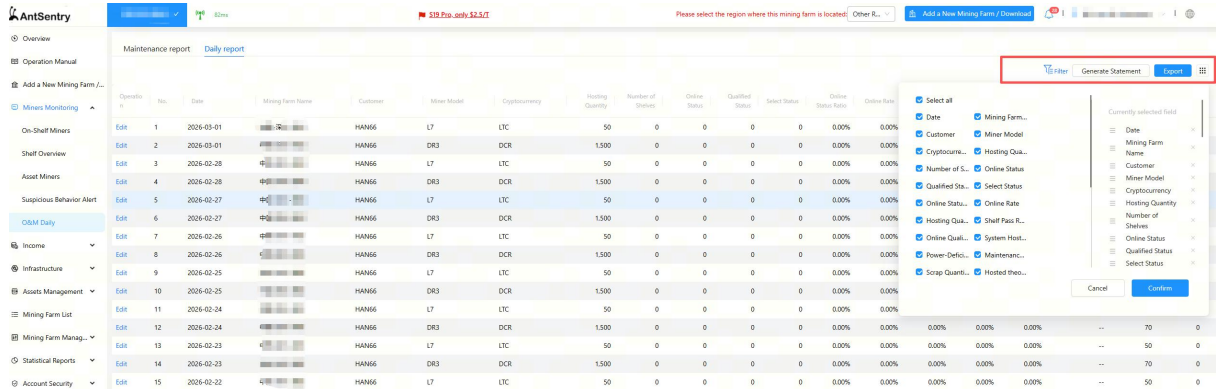 AntSentry
82ms
S19 Pro, only $2.5/T
Please select the region where this mining farm is located: Other R...
Add a New Mining Farm / Download
Overview
Operation Manual
Add a New Mining Farm /...
Miners Monitoring
On-Shelf Miners
Shelf Overview
Asset Miners
Suspicious Behavior Alert
O&M Daily
Income
Infrastructure
Assets Management
Mining Farm List
Mining Farm Manag...
Statistical Reports
Account Security
Maintenance report Daily report
Filter Generate Statement Export
Operatio
n No. Date Mining Farm Name Customer Miner Model Cryptocurrency Hosting
Quantity Number of
Shelves Online
Status Qualified
Status Select Status Online
Status Ratio Online Rate
Edit 1 2026-03-01 HAN66 L7 LTC 50 0 0 0 0 0.00% 0.00%
Edit 2 2026-03-01 HAN66 DR3 DCR 1,500 0 0 0 0 0.00% 0.00%
Edit 3 2026-02-28 HAN66 L7 LTC 50 0 0 0 0 0.00% 0.00%
Edit 4 2026-02-28 HAN66 DR3 DCR 1,500 0 0 0 0 0.00% 0.00%
Edit 5 2026-02-27 HAN66 L7 LTC 50 0 0 0 0 0.00% 0.00%
Edit 6 2026-02-27 HAN66 DR3 DCR 1,500 0 0 0 0 0.00% 0.00%
Edit 7 2026-02-26 HAN66 L7 LTC 50 0 0 0 0 0.00% 0.00%
Edit 8 2026-02-26 HAN66 DR3 DCR 1,500 0 0 0 0 0.00% 0.00%
Edit 9 2026-02-25 HAN66 L7 LTC 50 0 0 0 0 0.00% 0.00%
Edit 10 2026-02-25 HAN66 DR3 DCR 1,500 0 0 0 0 0.00% 0.00%
Edit 11 2026-02-24 HAN66 L7 LTC 50 0 0 0 0 0.00% 0.00%
Edit 12 2026-02-24 HAN66 DR3 DCR 1,500 0 0 0 0 0.00% 0.00% 0.00% 0.00% 0.00% -- 70 0
Edit 13 2026-02-23 HAN66 L7 LTC 50 0 0 0 0 0.00% 0.00% 0.00% 0.00% 0.00% -- 50 0
Edit 14 2026-02-23 HAN66 DR3 DCR 1,500 0 0 0 0 0.00% 0.00% 0.00% 0.00% 0.00% -- 70 0
Edit 15 2026-02-22 HAN66 L7 LTC 50 0 0 0 0 0.00% 0.00% 0.00% 0.00% 0.00% -- 50 0
Select all
Date Mining Farm...
Customer Miner Model
Cryptocurre... Hosting Qua...
Number of S... Online Status
Qualified Sta... Select Status
Online Statu... Online Rate
Hosting Qua... Shelf Pass R...
Online Quali... System Host...
Power-Defici... Maintenanc...
Scrap Quanti... Hosted theo...
Currently selected field
Date
Mining Farm
Name
Customer
Miner Model
Cryptocurrency
Hosting Quantity
Number of
Shelves
Online Status
Qualified Status
Select Status
Cancel Confirm